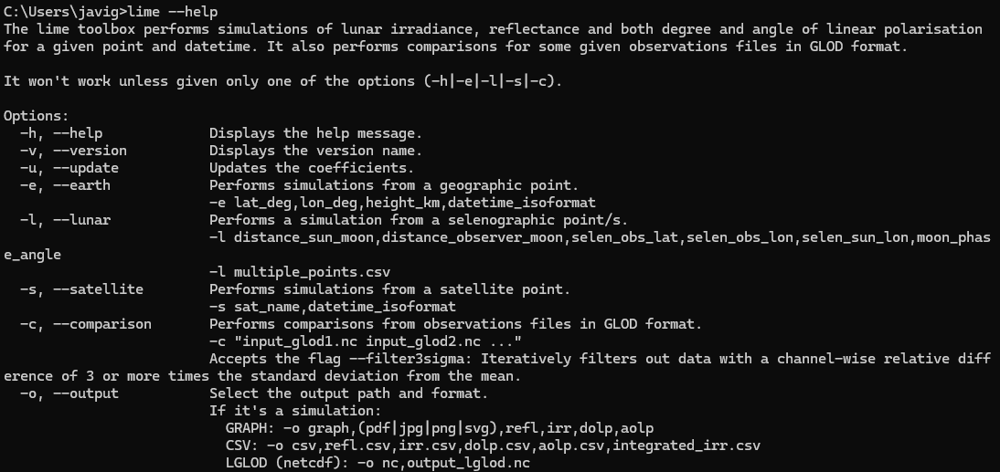 C:\Users\javig>lime --help
The lime toolbox performs simulations of lunar irradiance, reflectance and both degree and angle of linear polarisation
for a given point and datetime. It also performs comparisons for some given observations files in GLOD format.
It won't work unless given only one of the options (-h|-e|-l|-s|-c).
Options:
-h, --help Displays the help message.
-v, --version Displays the version name.
-u, --update Updates the coefficients.
-e, --earth Performs simulations from a geographic point.
-e lat_deg,lon_deg,height_km,datetime_isoformat
-l, --lunar Performs a simulation from a selenographic point/s.
-l distance_sun_moon,distance_observer_moon,selen_obs_lat,selen_obs_lon,selen_sun_lon,moon_phas
e_angle
-l multiple_points.csv
-s, --satellite Performs simulations from a satellite point.
-s sat_name,datetime_isoformat
-c, --comparison Performs comparisons from observations files in GLOD format.
-c "input_glod1.nc input_glod2.nc ..."
Accepts the flag --filter3sigma: Iteratively filters out data with a channel-wise relative diff
erence of 3 or more times the standard deviation from the mean.
-o, --output Select the output path and format.
If it's a simulation:
GRAPH: -o graph,(pdf|jpg|png|svg),refl,irr,dolp,aolp
CSV: -o csv,refl.csv,irr.csv,dolp.csv,aolp.csv,integrated_irr.csv
LGLOD (netcdf): -o nc,output_lglod.nc